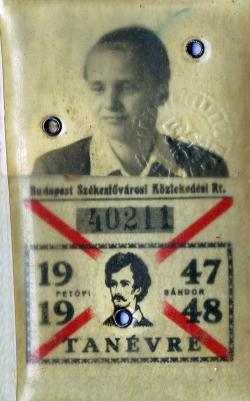 Budapest Székesfővárosi Közlekedési Rt.
40211
19 47
PETŐFI SÁNDOR
19 48
TANÉVRE